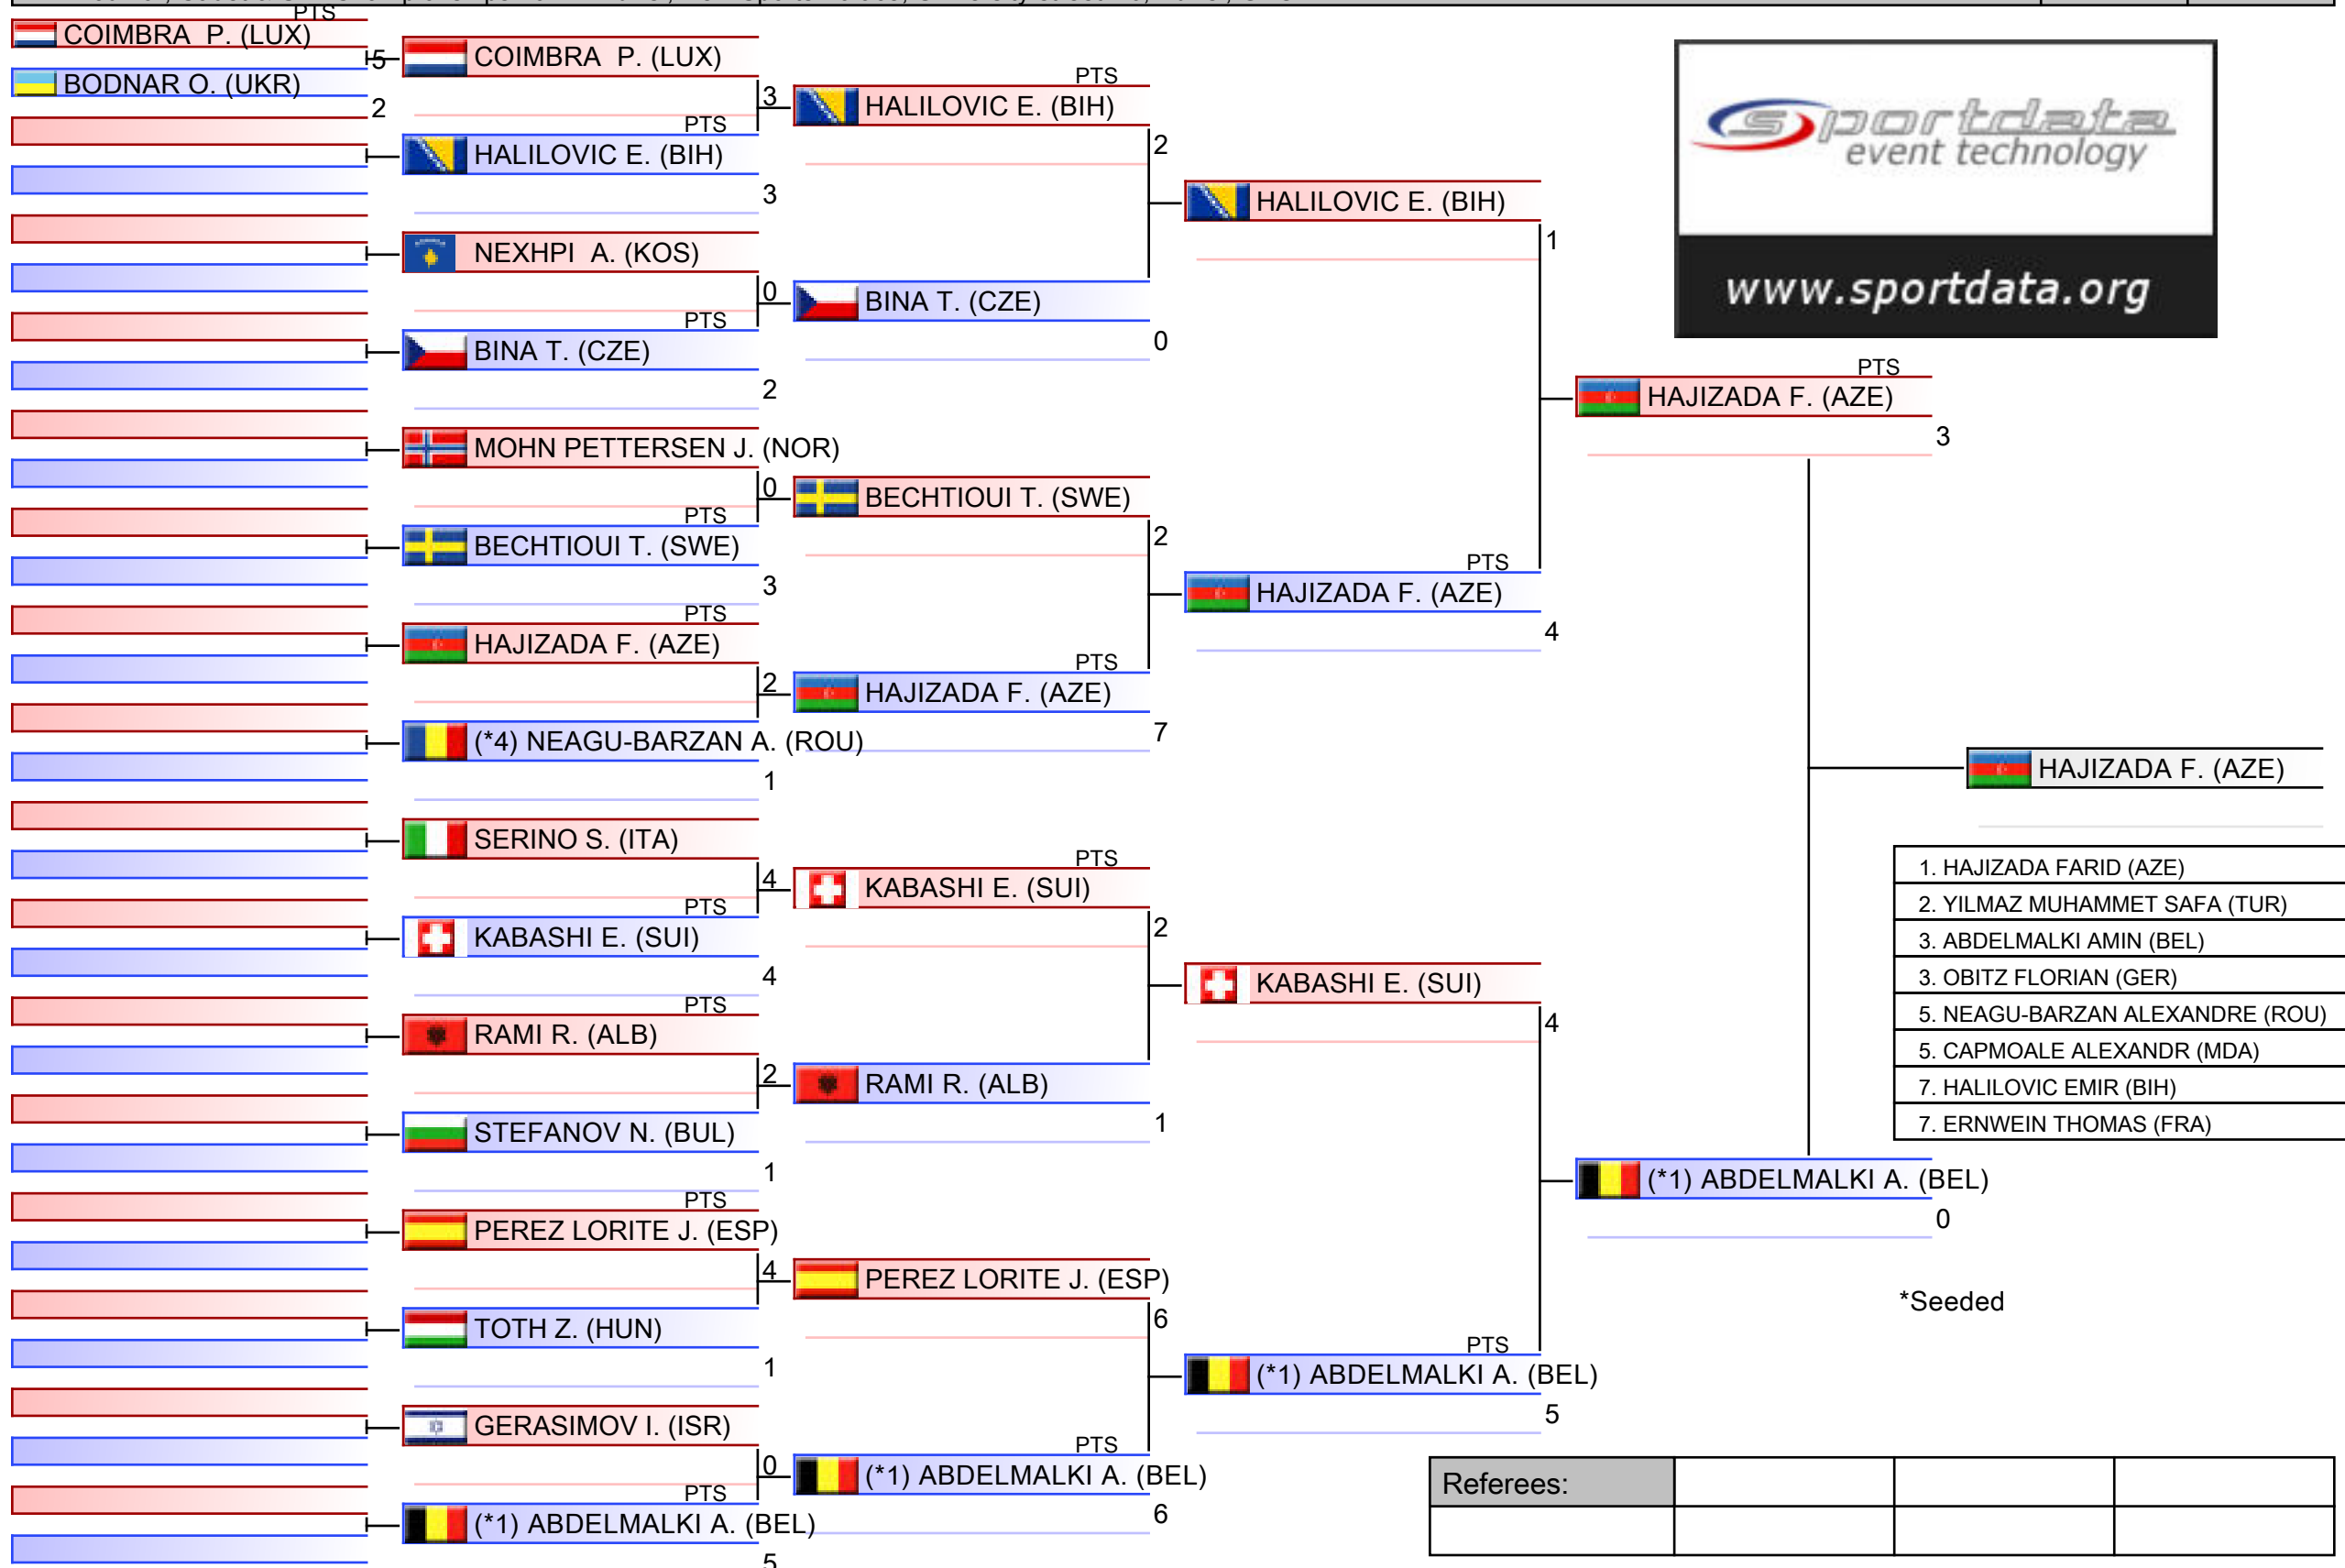 PTS
COIMBRA P. (LUX)
5
BODNAR O. (UKR)
2
COIMBRA P. (LUX)
3
PTS
HALILOVIC E. (BIH)
3
NEXHPI A. (KOS)
0
PTS
BINA T. (CZE)
2
MOHN PETTERSEN J. (NOR)
0
PTS
BECHTIOUI T. (SWE)
3
PTS
HAJIZADA F. (AZE)
2
(*4) NEAGU-BARZAN A. (ROU)
1
SERINO S. (ITA)
4
PTS
KABASHI E. (SUI)
4
PTS
RAMI R. (ALB)
2
STEFANOV N. (BUL)
1
PTS
PEREZ LORITE J. (ESP)
4
TOTH Z. (HUN)
1
GERASIMOV I. (ISR)
0
PTS
(*1) ABDELMALKI A. (BEL)
5
PTS
HALILOVIC E. (BIH)
2
BINA T. (CZE)
0
BECHTIOUI T. (SWE)
2
PTS
HAJIZADA F. (AZE)
7
PTS
KABASHI E. (SUI)
2
RAMI R. (ALB)
1
PEREZ LORITE J. (ESP)
6
PTS
(*1) ABDELMALKI A. (BEL)
6
HALILOVIC E. (BIH)
1
PTS
HAJIZADA F. (AZE)
4
KABASHI E. (SUI)
4
PTS
(*1) ABDELMALKI A. (BEL)
5
sportdata
event technology
www.sportdata.org
PTS
HAJIZADA F. (AZE)
3
(*1) ABDELMALKI A. (BEL)
0
HAJIZADA F. (AZE)
1. HAJIZADA FARID (AZE)
2. YILMAZ MUHAMMET SAFA (TUR)
3. ABDELMALKI AMIN (BEL)
3. OBITZ FLORIAN (GER)
5. NEAGU-BARZAN ALEXANDRE (ROU)
5. CAPMOALE ALEXANDR (MDA)
7. HALILOVIC EMIR (BIH)
7. ERNWEIN THOMAS (FRA)
*Seeded
Referees: